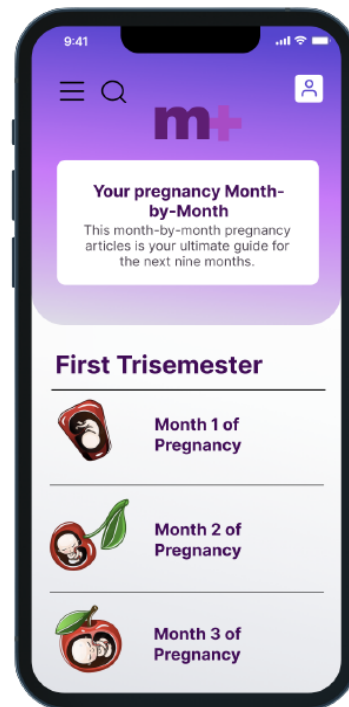 9:41
m+
Your pregnancy Month-
by-Month
This month-by-month pregnancy
articles is your ultimate guide for
the next nine months.
First Trisemester
Month 1 of
Pregnancy
Month 2 of
Pregnancy
Month 3 of
Pregnancy